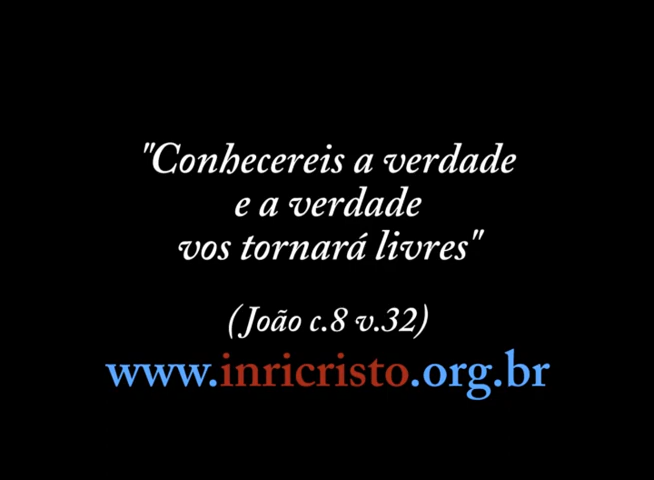 "Conhecereis a verdade
e a verdade
vos tornará livres"
(João c.8 v.32)
www.inricristo.org.br